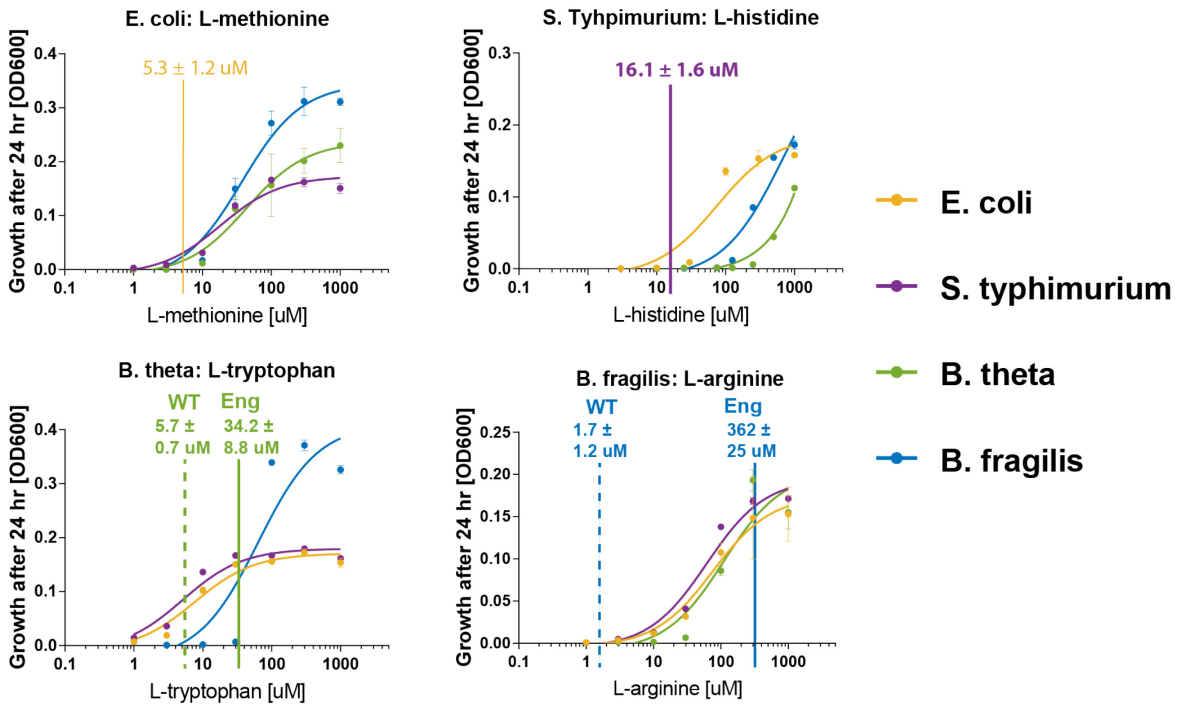 E. coli: L-methionine
Growth after 24 hr [OD600]
0.4
0.3
0.2
0.1
0.0
5.3 ± 1.2 uM
0.1 1 10 100 1000
L-methionine [uM]
S. Tyhpimurium: L-histidine
Growth after 24 hr [OD600]
0.3
0.2
0.1
0.0
16.1 ± 1.6 uM
0.1 1 10 100 1000
L-histidine [uM]
B. theta: L-tryptophan
Growth after 24 hr [OD600]
0.4
0.3
0.2
0.1
0.0
WT
5.7 ±
0.7 uM
Eng
34.2 ±
8.8 uM
0.1 1 10 100 1000
L-tryptophan [uM]
B. fragilis: L-arginine
Growth after 24 hr [OD600]
0.25
0.20
0.15
0.10
0.05
0.00
WT
1.7 ±
1.2 uM
Eng
362 ±
25 uM
0.1 1 10 100 1000
L-arginine [uM]
E. coli
S. typhimurium
B. theta
B. fragilis